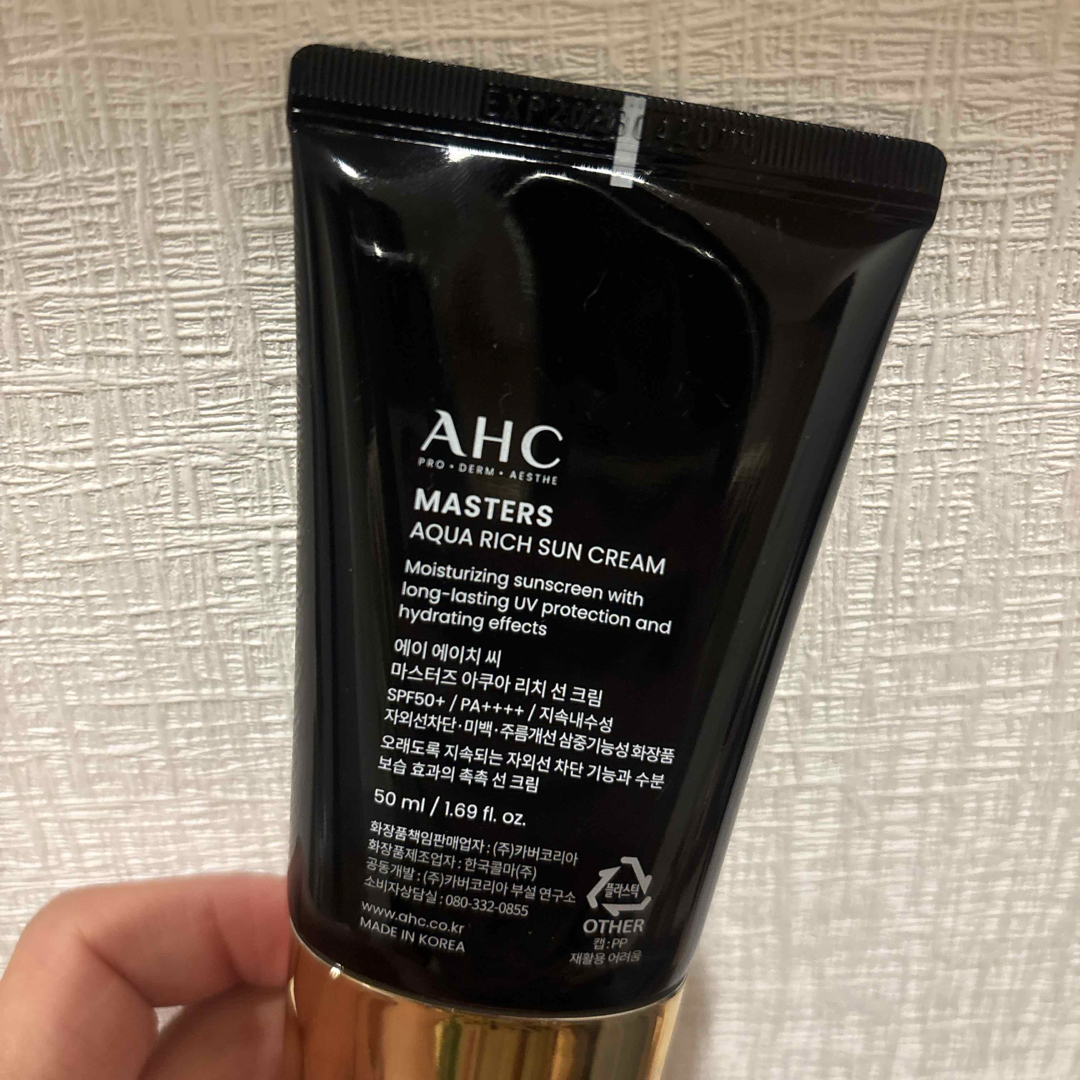 AHC
PRO • DERM • AESTHE
MASTERS
AQUA RICH SUN CREAM
Moisturizing sunscreen with
long-lasting UV protection and
hydrating effects
에이 에이치 씨
마스터즈 아쿠아 리치 선 크림
SPF50+ / PA++++ / 지속내수성
자외선차단·미백·주름개선 삼중기능성 화장품
오래도록 지속되는 자외선 차단 기능과 수분
보습 효과의 촉촉 선 크림
50 ml / 1.69 fl. oz.
화장품책임판매업자 : (주)카버코리아
화장품제조업자 : 한국콜마(주)
공동개발 : (주)카버코리아 부설 연구소
소비자상담실 : 080-332-0855
www.ahc.co.kr
MADE IN KOREA
플라스틱
OTHER
캡 : PP
재활용 어려움